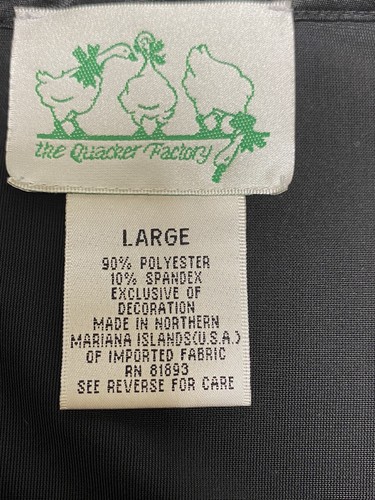 the Quacker Factory
LARGE
90% POLYESTER
10% SPANDEX
EXCLUSIVE OF
DECORATION
MADE IN NORTHERN
MARIANA ISLANDS(U.S.A.)
OF IMPORTED FABRIC
RN 81893
SEE REVERSE FOR CARE